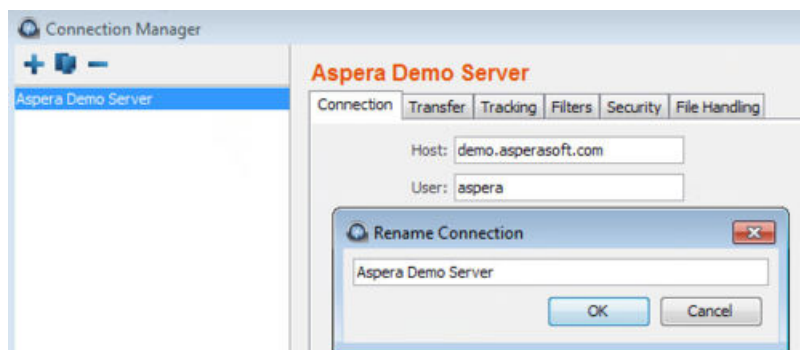 Connection Manager
Aspera Demo Server
Aspera Demo Server
Connection Transfer Tracking Filters Security File Handling
Host: demo.asperasoft.com
User: aspera
Rename Connection
Aspera Demo Server
OK Cancel